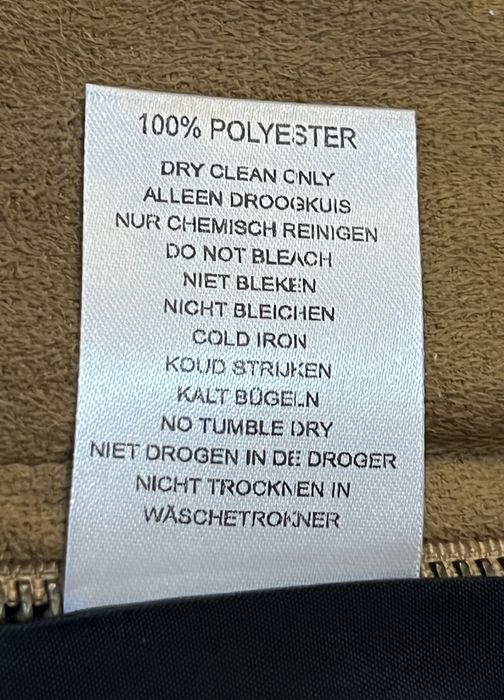 100% POLYESTER
DRY CLEAN ONLY
ALLEEN DROOGKUIS
NUR CHEMISCH REINIGEN
DO NOT BLEACH
NIET BLEKEN
NICHT BLEICHEN
COLD IRON
KOUD STRIJKEN
KALT BÜGELN
NO TUMBLE DRY
NIET DROGEN IN DE DROGER
NICHT TROCKNEN IN
WÄSCHETROKNER